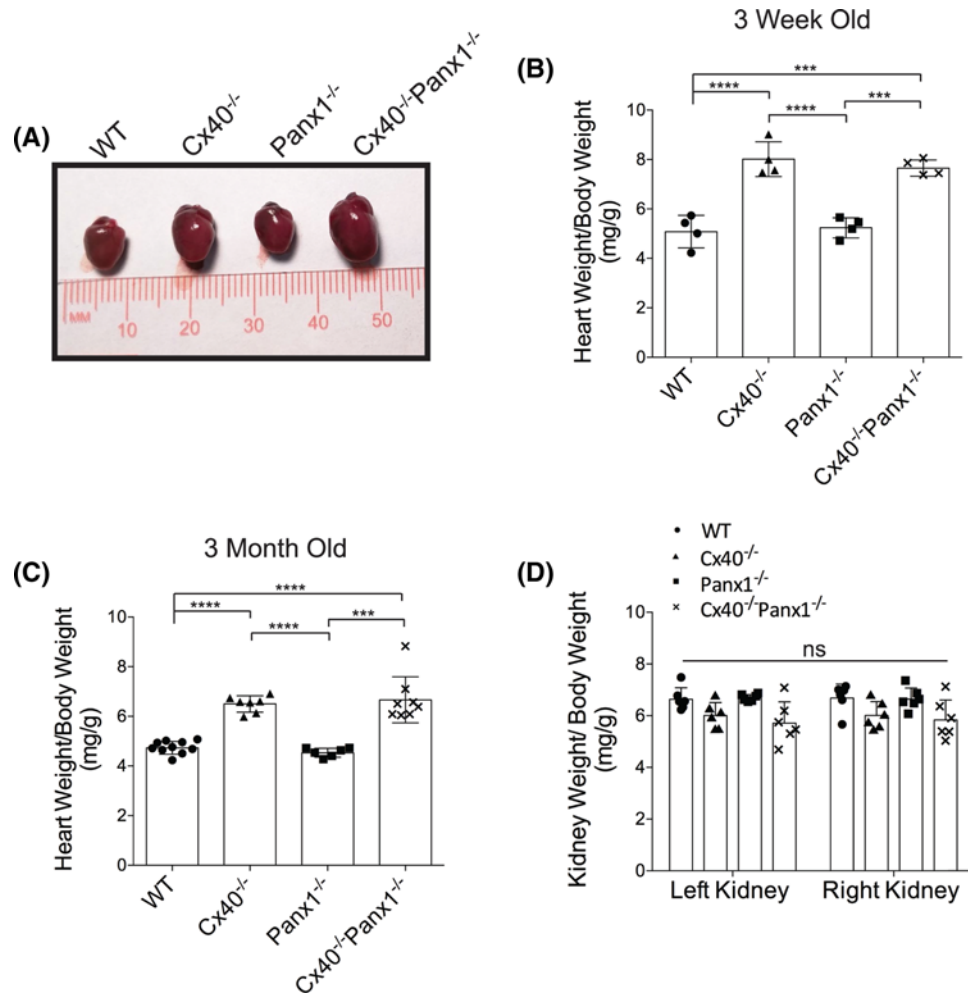 (A)
WT
Cx40-/-
Panx1-/-
Cx40-/-Panx1-/-
MM
10
20
30
40
50
3 Week Old
(B)
***
****
****
***
Heart Weight/Body Weight
(mg/g)
10
8
6
4
2
0
WT
Cx40-/-
Panx1-/-
Cx40-/-Panx1-/-
3 Month Old
(C)
****
****
****
***
Heart Weight/Body Weight
(mg/g)
10
8
6
4
2
0
WT
Cx40-/-
Panx1-/-
Cx40-/-Panx1-/-
(D)
WT
Cx40-/-
Panx1-/-
Cx40-/-Panx1-/-
ns
Kidney Weight/ Body Weight
(mg/g)
10
8
6
4
2
0
Left Kidney
Right Kidney